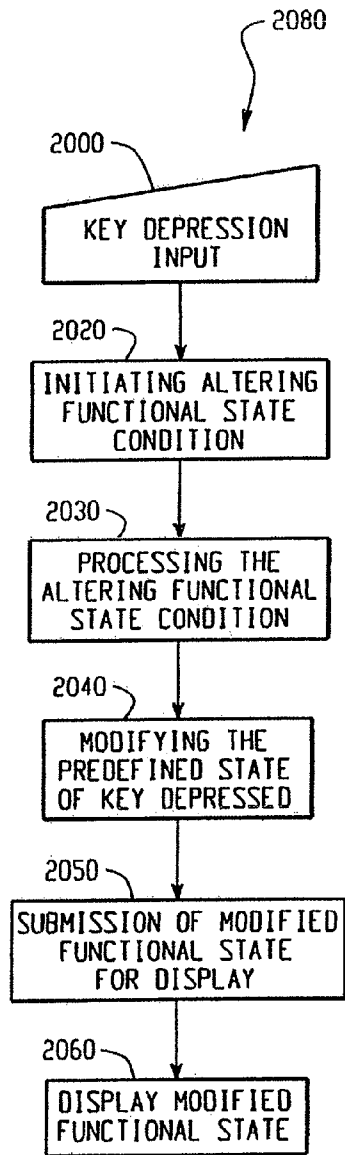 2080
2000
KEY DEPRESSION
INPUT
2020
INITIATING ALTERING
FUNCTIONAL STATE
CONDITION
2030
PROCESSING THE
ALTERING FUNCTIONAL
STATE CONDITION
2040
MODIFYING THE
PREDEFINED STATE
OF KEY DEPRESSED
2050
SUBMISSION OF MODIFIED
FUNCTIONAL STATE
FOR DISPLAY
2060
DISPLAY MODIFIED
FUNCTIONAL STATE